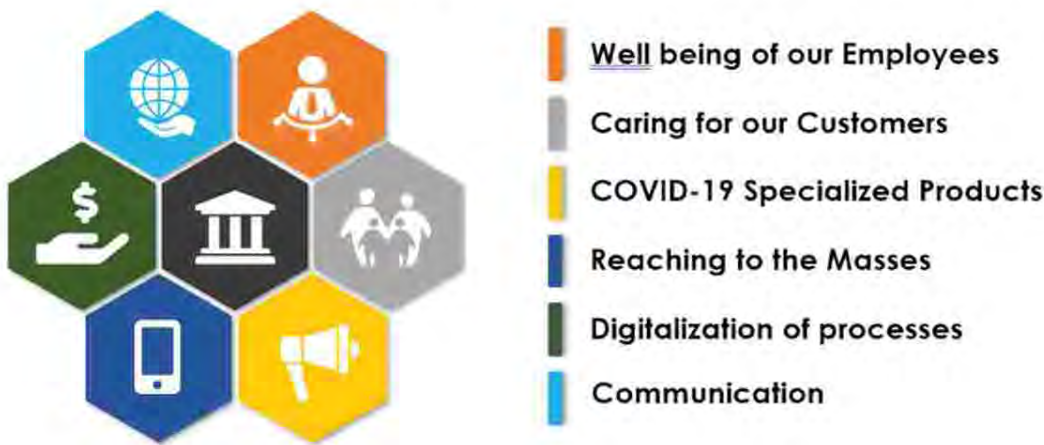 Well being of our Employees
Caring for our Customers
COVID-19 Specialized Products
Reaching to the Masses
Digitalization of processes
Communication
$